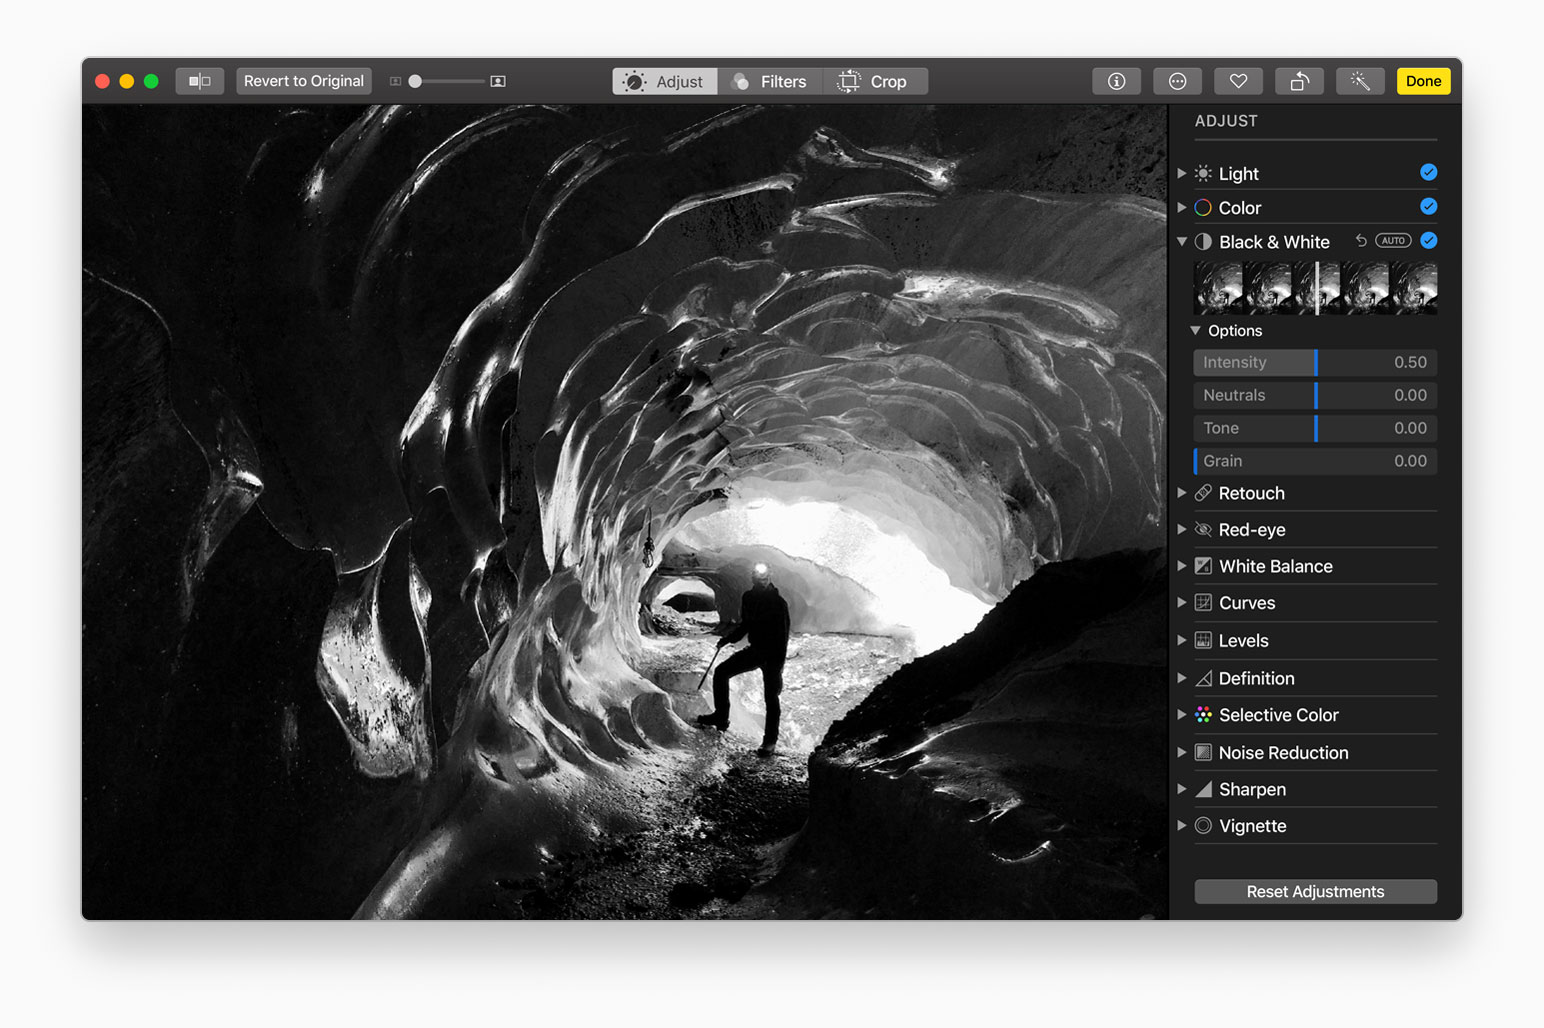 Revert to Original
Adjust
Filters
Crop
Done
ADJUST
Light
Color
Black & White
AUTO
Options
Intensity 0.50
Neutrals 0.00
Tone 0.00
Grain 0.00
Retouch
Red-eye
White Balance
Curves
Levels
Definition
Selective Color
Noise Reduction
Sharpen
Vignette
Reset Adjustments